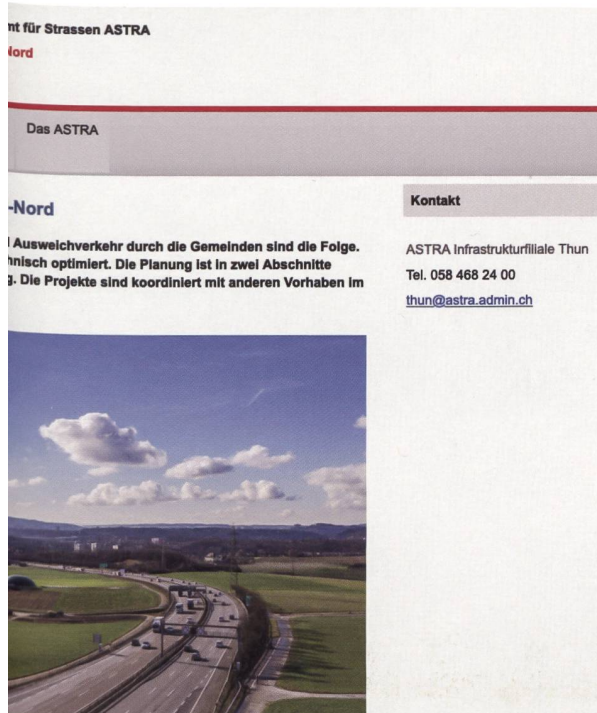 mt für Strassen ASTRA
Nord
Das ASTRA
-Nord
Ausweichverkehr durch die Gemeinden sind die Folge.
hnisch optimiert. Die Planung ist in zwei Abschnitte
g. Die Projekte sind koordiniert mit anderen Vorhaben im
Kontakt
ASTRA Infrastrukturfiliale Thun
Tel. 058 468 24 00
thun@astra.admin.ch